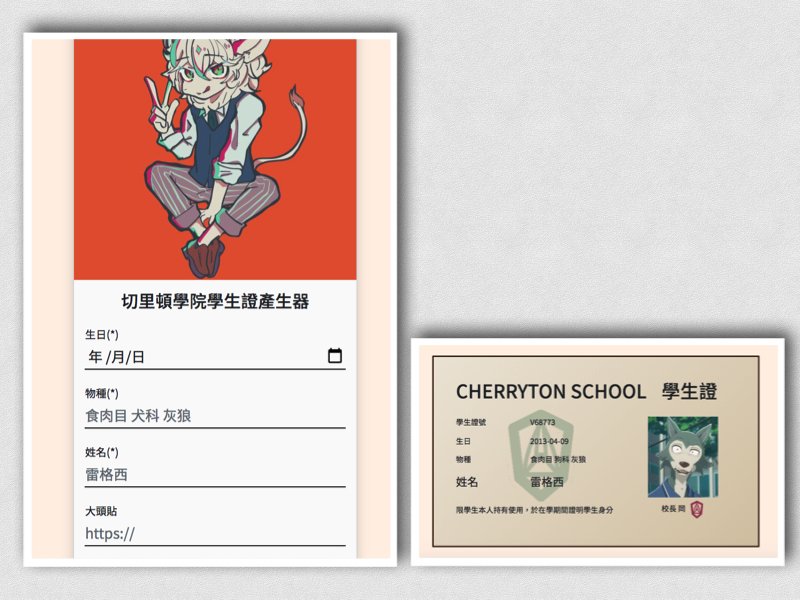 切里頓學院學生證產生器
生日(*)
年 /月/日
物種(*)
食肉目 犬科 灰狼
姓名(*)
雷格西
大頭貼
https://
CHERRYTON SCHOOL 學生證
學生證號 V68773
生日 2013-04-09
物種 食肉目 狗科 灰狼
姓名 雷格西
限學生本人持有使用，於在學期間證明學生身分
校長 岡